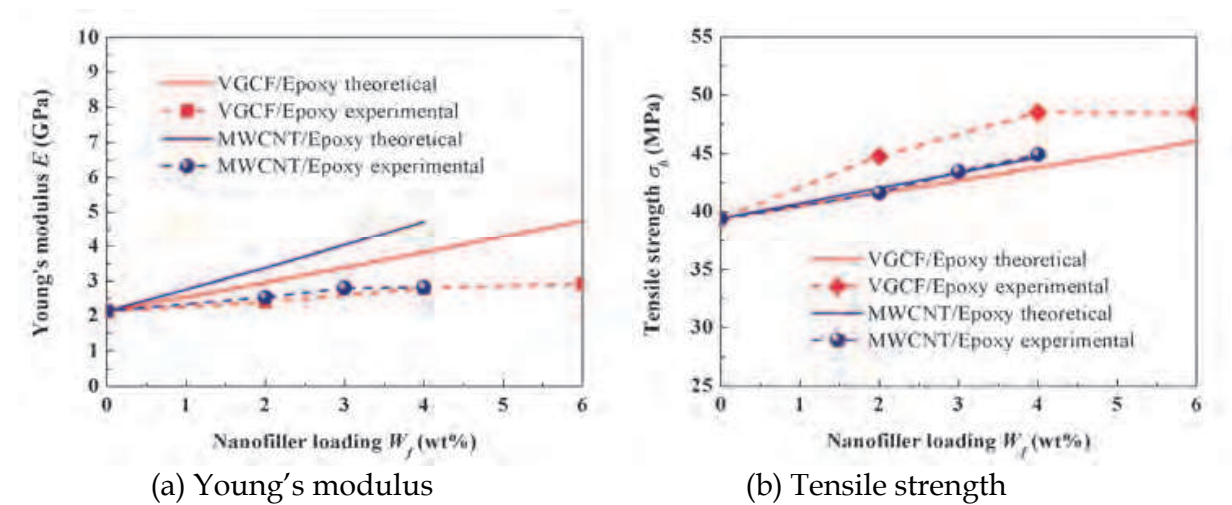 10
9
8
7
6
5
4
3
2
1
0
Young's modulus E (GPa)
VGCF/Epoxy theoretical
VGCF/Epoxy experimental
MWCNT/Epoxy theoretical
MWCNT/Epoxy experimental
0 1 2 3 4 5 6
Nanofiller loading W_f (wt%)
(a) Young’s modulus
55
50
45
40
35
30
25
Tensile strength σ_b (MPa)
VGCF/Epoxy theoretical
VGCF/Epoxy experimental
MWCNT/Epoxy theoretical
MWCNT/Epoxy experimental
0 1 2 3 4 5 6
Nanofiller loading W_f (wt%)
(b) Tensile strength